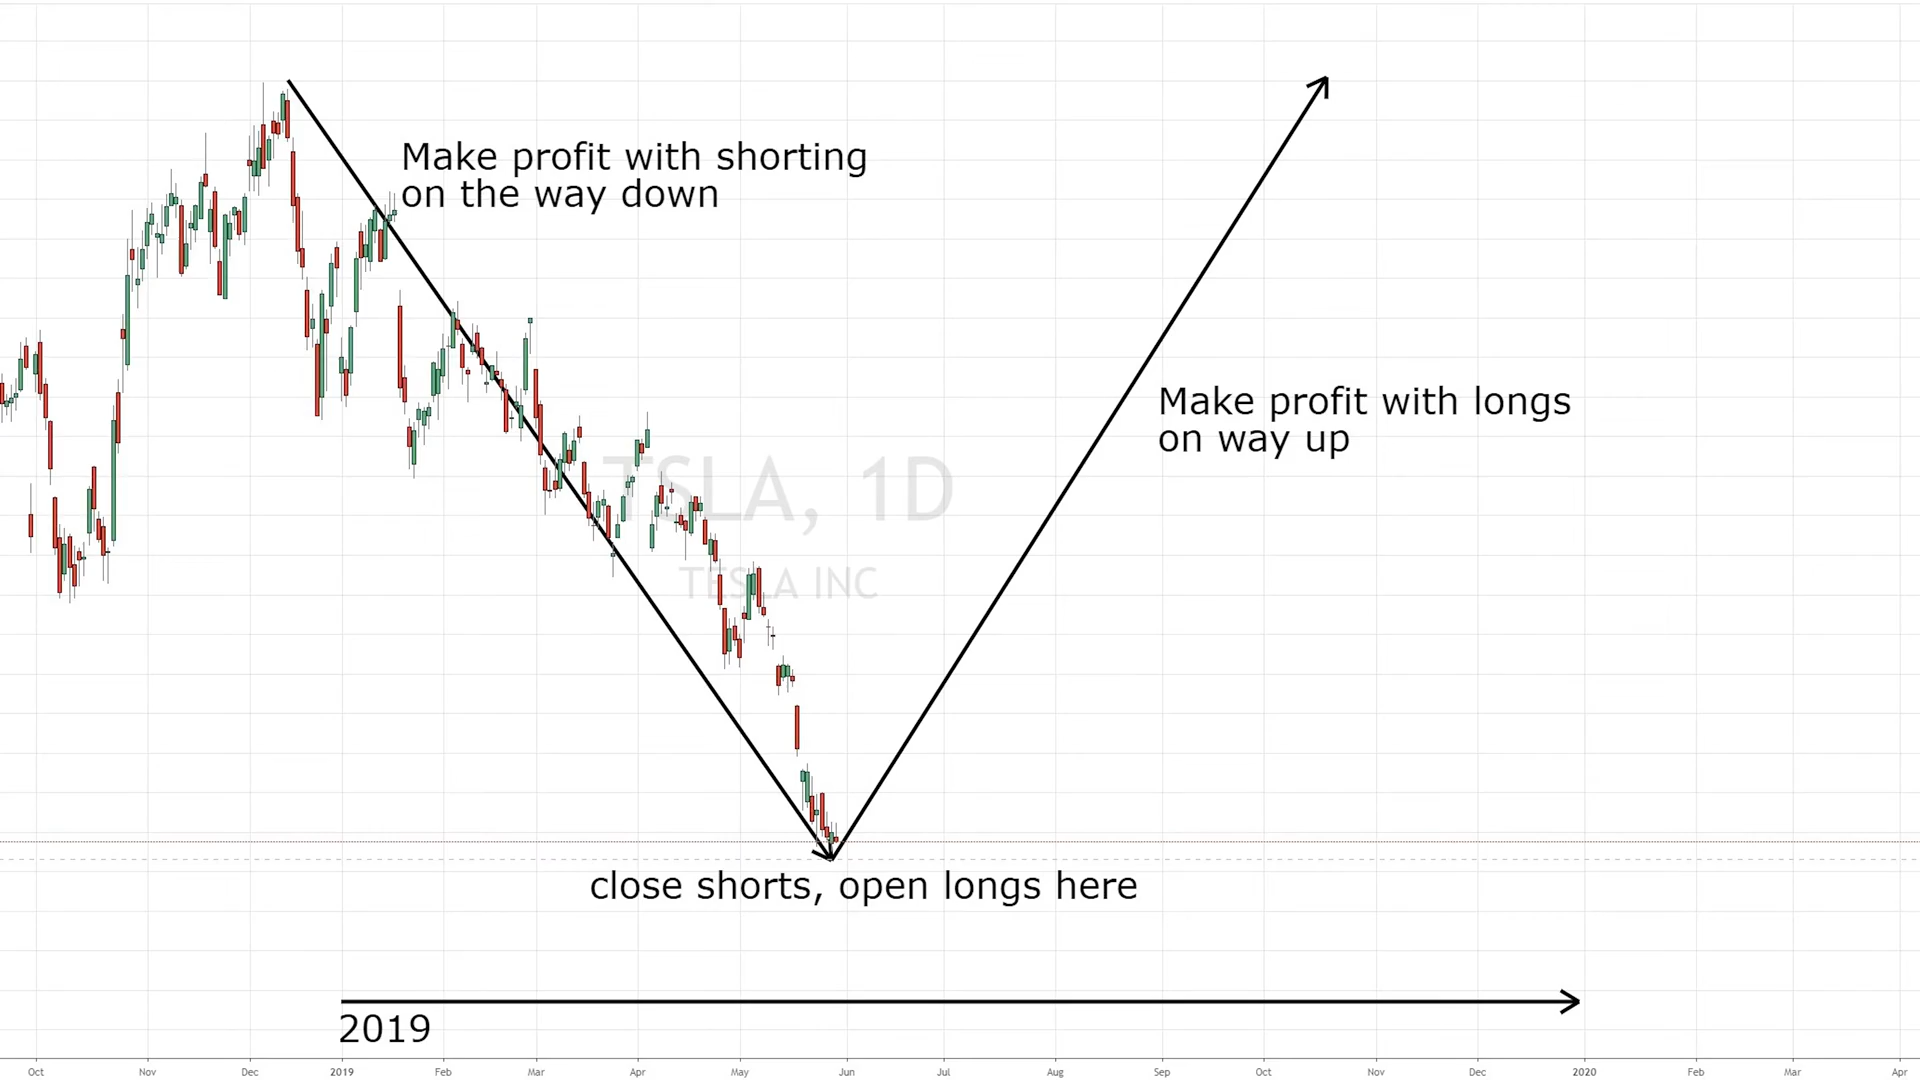 Make profit with shorting
on the way down
Make profit with longs
on way up
TSLA, 1D
TESLA INC
close shorts, open longs here
2019
Oct Nov Dec 2019 Feb Mar Apr May Jun Jul Aug Sep Oct Nov Dec 2020 Feb Mar Apr